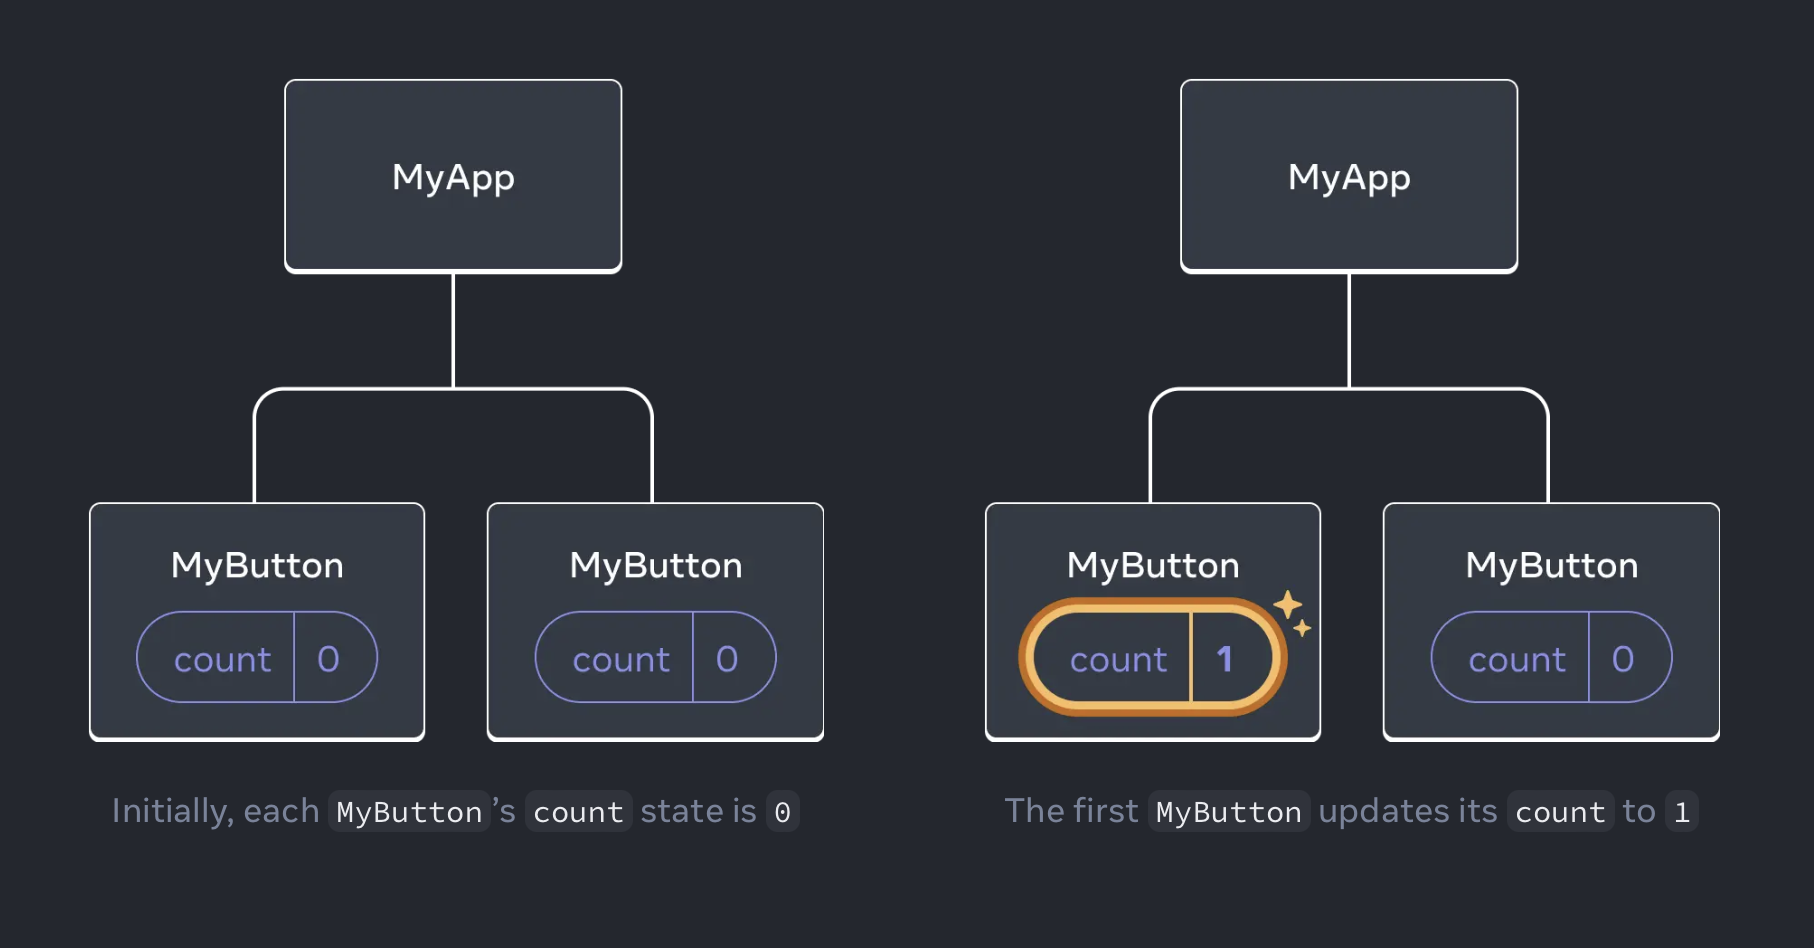 MyApp
MyButton
count 0
MyButton
count 0
Initially, each MyButton’s count state is 0
MyApp
MyButton
count 1
MyButton
count 0
The first MyButton updates its count to 1